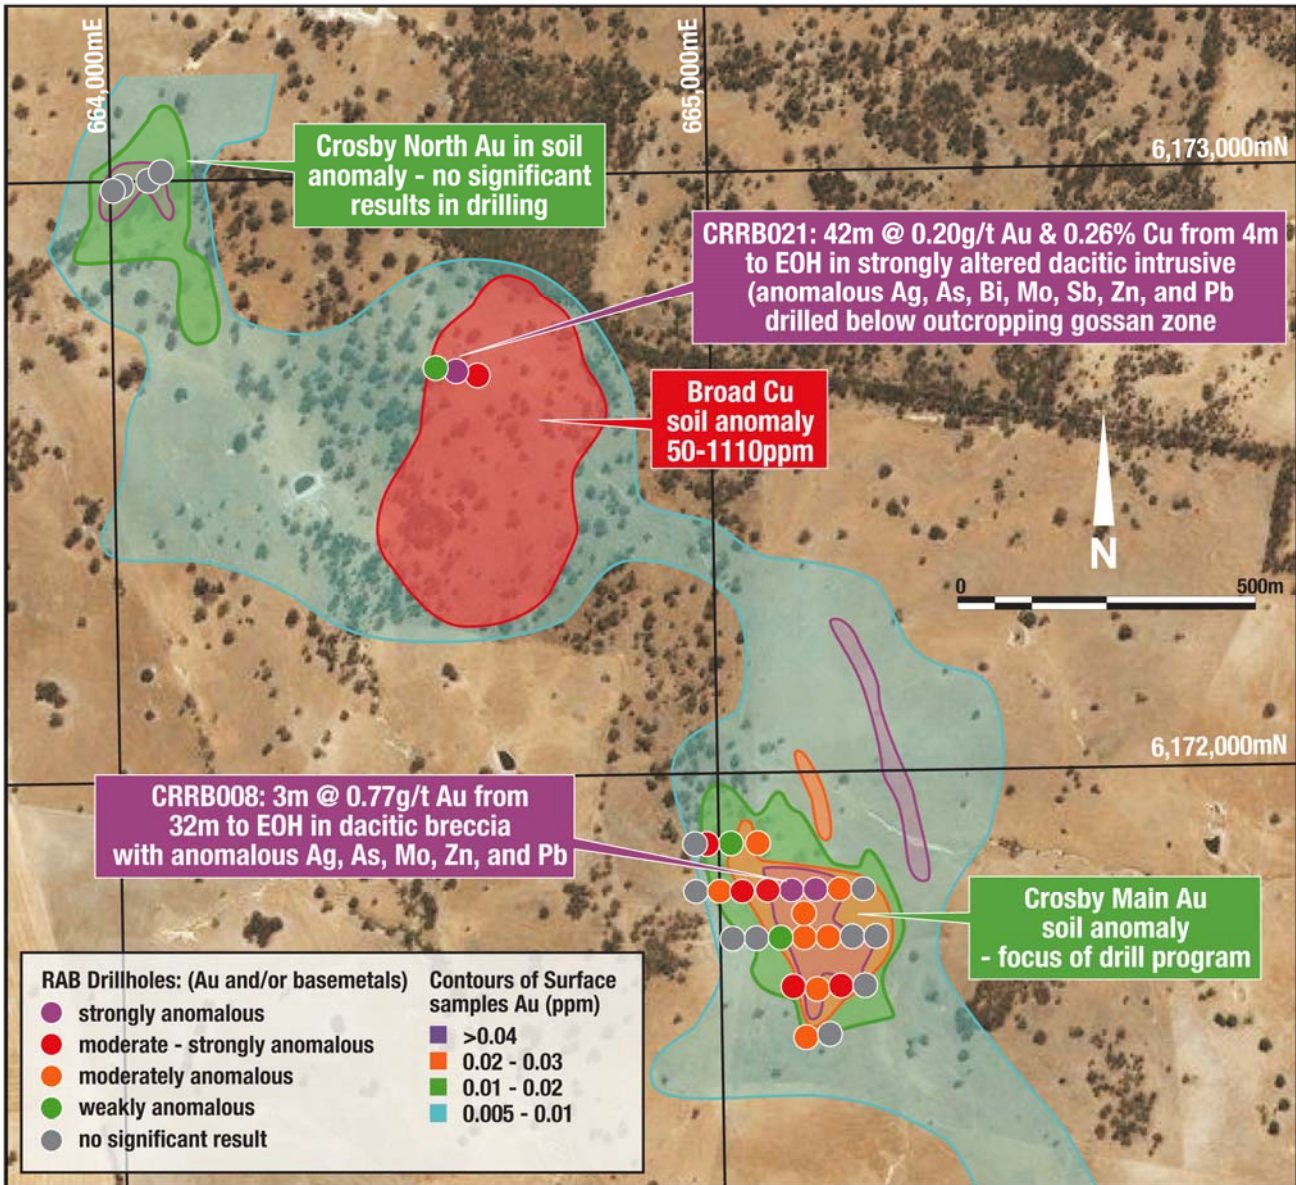 664,000mE
665,000mE
6,173,000mN
Crosby North Au in soil
anomaly - no significant
results in drilling
CRRB021: 42m @ 0.20g/t Au & 0.26% Cu from 4m
to EOH in strongly altered dacitic intrusive
(anomalous Ag, As, Bi, Mo, Sb, Zn, and Pb
drilled below outcropping gossan zone
Broad Cu
soil anomaly
50-1110ppm
N
0
500m
6,172,000mN
CRRB008: 3m @ 0.77g/t Au from
32m to EOH in dacitic breccia
with anomalous Ag, As, Mo, Zn, and Pb
Crosby Main Au
soil anomaly
- focus of drill program
RAB Drillholes: (Au and/or basemetals)
strongly anomalous
moderate - strongly anomalous
moderately anomalous
weakly anomalous
no significant result
Contours of Surface
samples Au (ppm)
>0.04
0.02 - 0.03
0.01 - 0.02
0.005 - 0.01